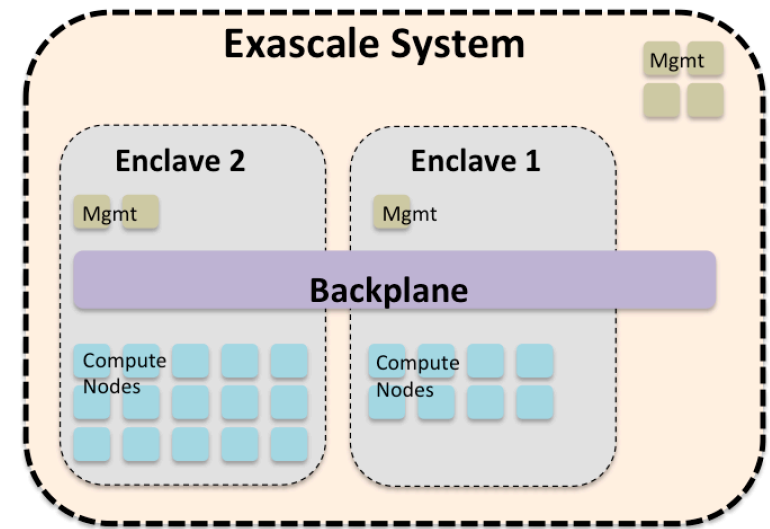 Exascale System
Mgmt
Enclave 2
Enclave 1
Mgmt
Mgmt
Backplane
Compute
Nodes
Compute
Nodes